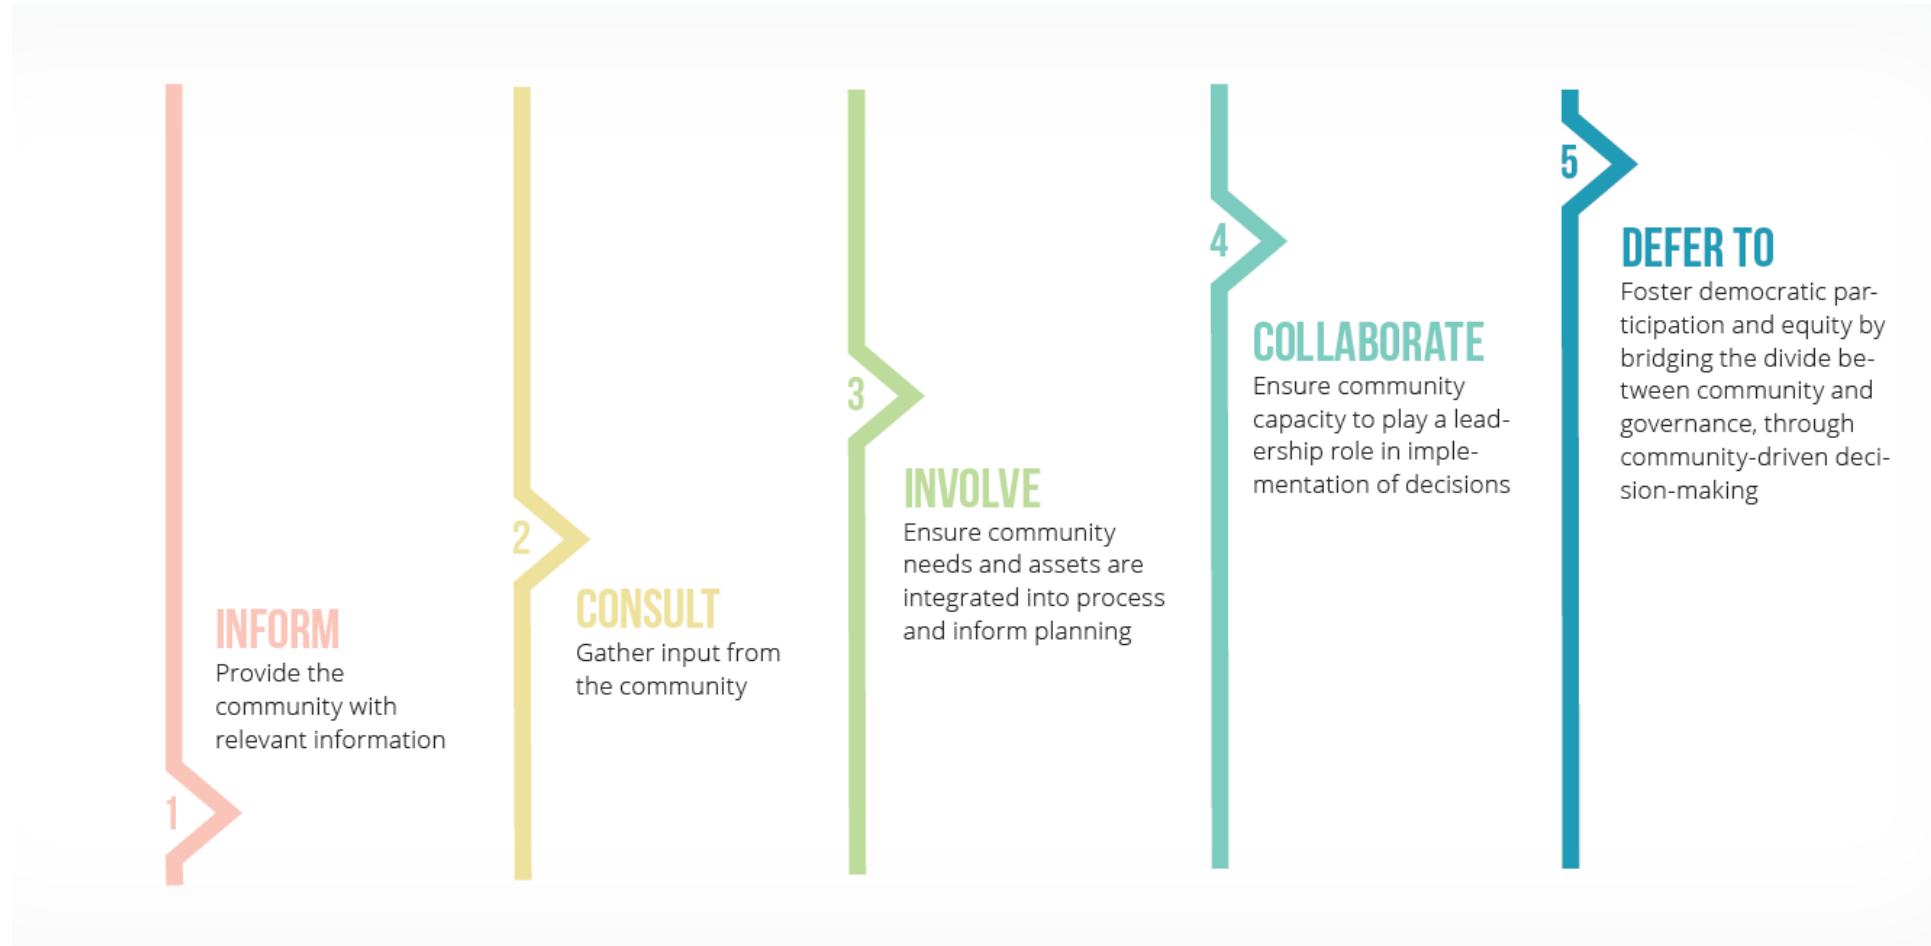 1
INFORM
Provide the
community with
relevant information
2
CONSULT
Gather input from
the community
3
INVOLVE
Ensure community
needs and assets are
integrated into process
and inform planning
4
COLLABORATE
Ensure community
capacity to play a lead-
ership role in imple-
mentation of decisions
5
DEFER TO
Foster democratic par-
ticipation and equity by
bridging the divide be-
tween community and
governance, through
community-driven deci-
sion-making